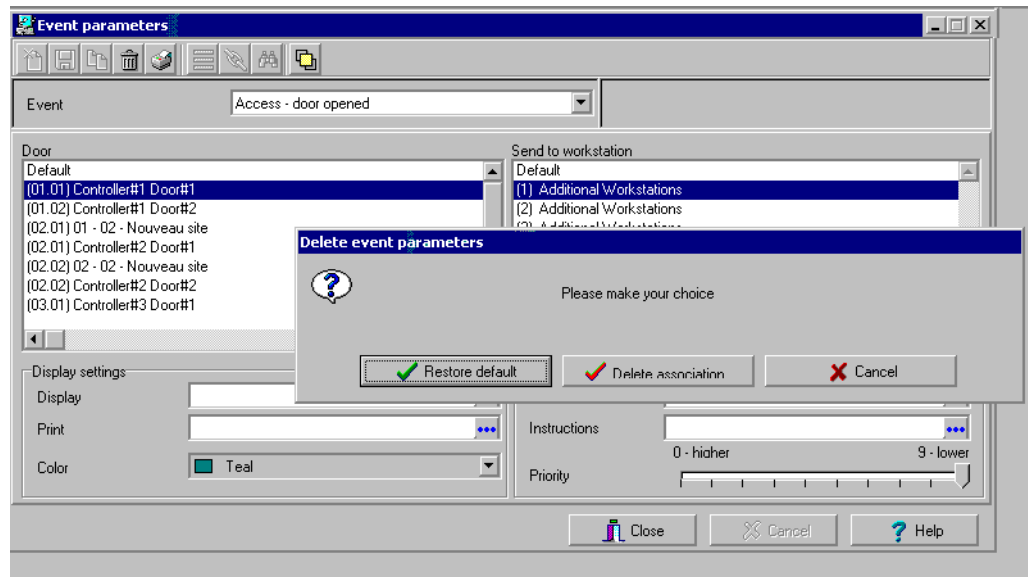 Event parameters
Event
Access - door opened
Door
Send to workstation
Default
(01.01) Controller#1 Door#1
(01.02) Controller#1 Door#2
(02.01) 01 - 02 - Nouveau site
(02.01) Controller#2 Door#1
(02.02) 02 - 02 - Nouveau site
(02.02) Controller#2 Door#2
(03.01) Controller#3 Door#1
Default
(1) Additional Workstations
(2) Additional Workstations
Delete event parameters
Please make your choice
Restore default
Delete association
Cancel
Display settings
Display
Print
Color
Teal
Instructions
0 - higher
9 - lower
Priority
Close
Cancel
Help